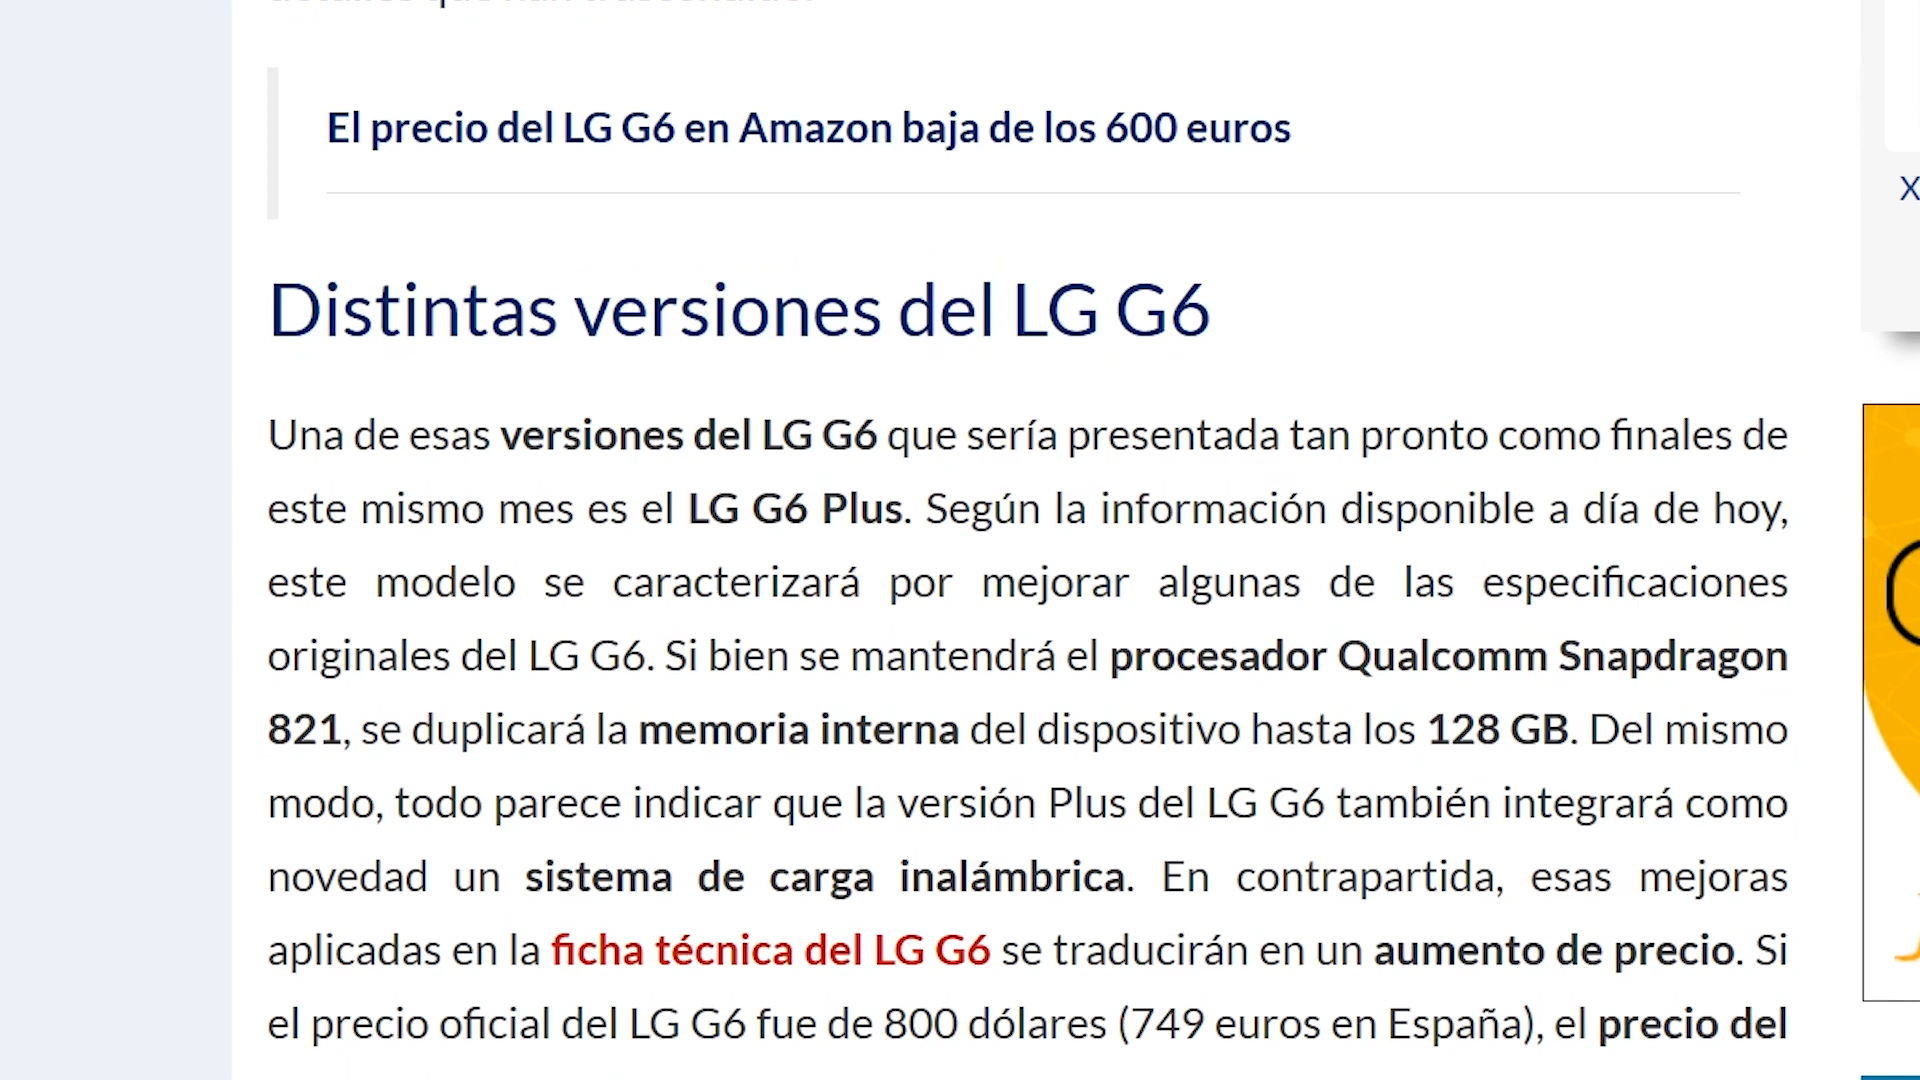 El precio del LG G6 en Amazon baja de los 600 euros
X
Distintas versiones del LG G6
Una de esas versiones del LG G6 que sería presentada tan pronto como finales de
este mismo mes es el LG G6 Plus. Según la información disponible a día de hoy,
este modelo se caracterizará por mejorar algunas de las especificaciones
originales del LG G6. Si bien se mantendrá el procesador Qualcomm Snapdragon
821, se duplicará la memoria interna del dispositivo hasta los 128 GB. Del mismo
modo, todo parece indicar que la versión Plus del LG G6 también integrará como
novedad un sistema de carga inalámbrica. En contrapartida, esas mejoras
aplicadas en la ficha técnica del LG G6 se traducirán en un aumento de precio. Si
el precio oficial del LG G6 fue de 800 dólares (749 euros en España), el precio del